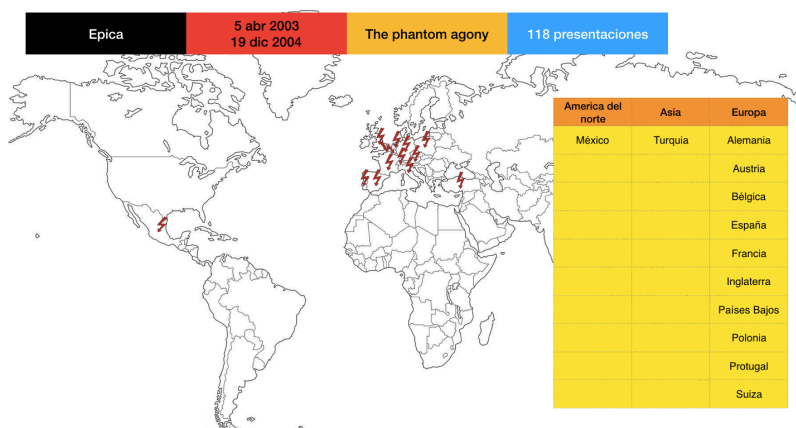 Epica
5 abr 2003
19 dic 2004
The phantom agony
118 presentaciones
America del
norte
Asia
Europa
México
Turquia
Alemania
Austria
Bélgica
España
Francia
Inglaterra
Países Bajos
Polonia
Protugal
Suiza